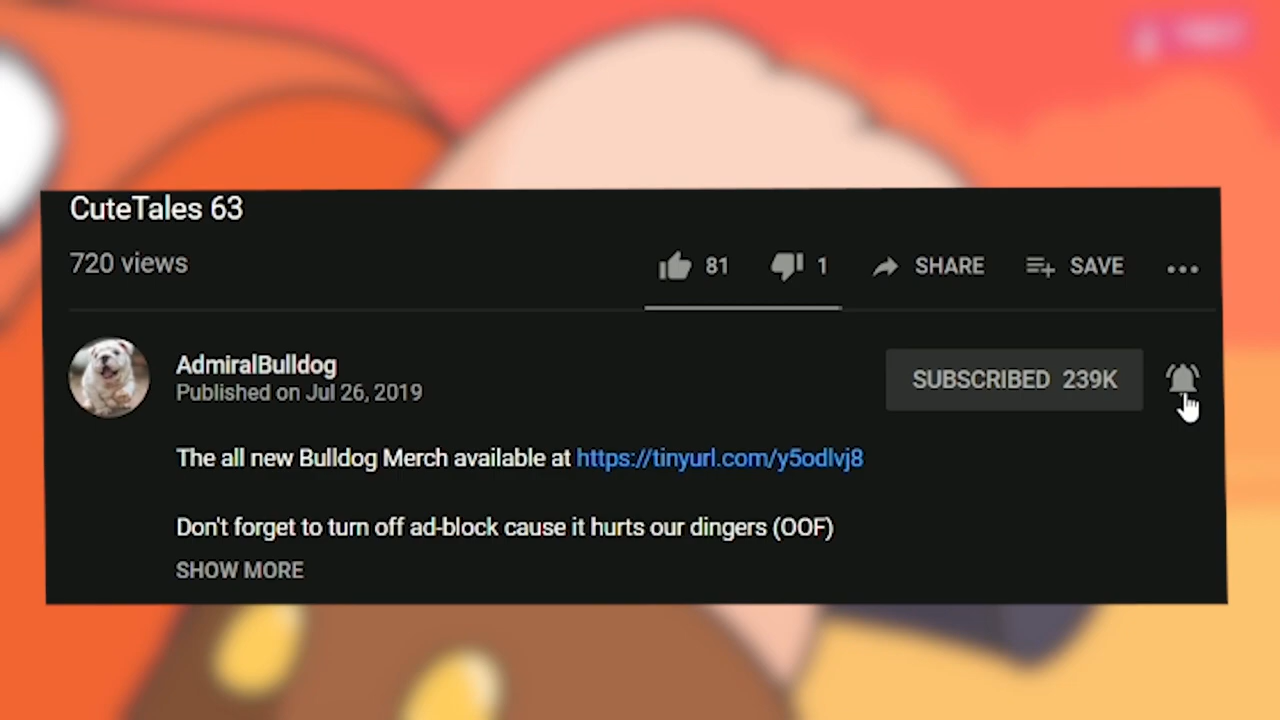 CuteTales 63
720 views
81
1
SHARE
SAVE
AdmiralBulldog
Published on Jul 26, 2019
SUBSCRIBED 239K
The all new Bulldog Merch available at https://tinyurl.com/y5odlvj8
Don't forget to turn off ad-block cause it hurts our dingers (OOF)
SHOW MORE